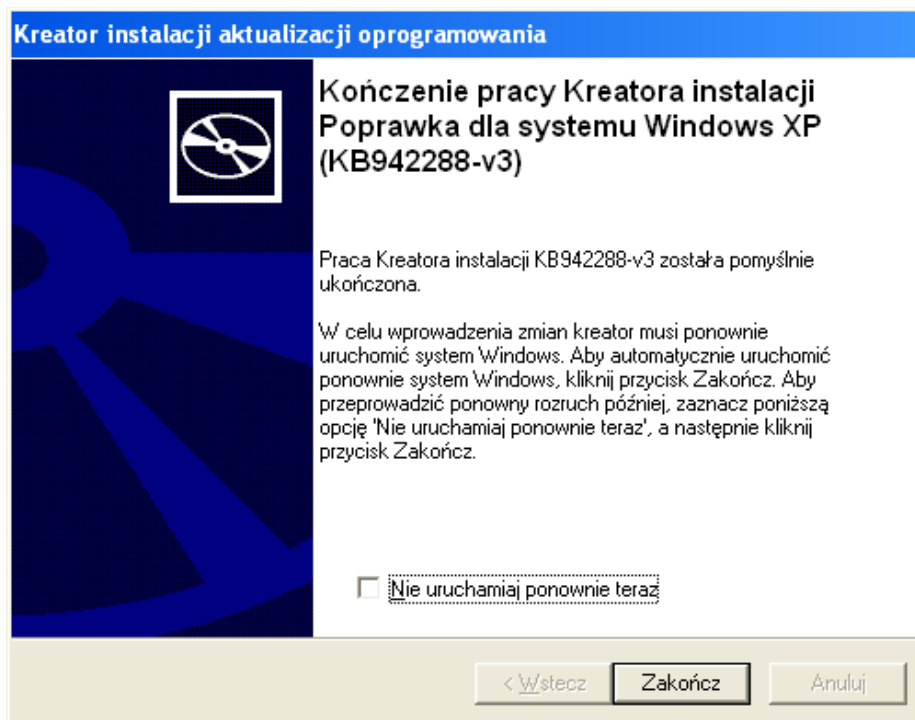 Kreator instalacji aktualizacji oprogramowania
Kończenie pracy Kreatora instalacji
Poprawka dla systemu Windows XP
(KB942288-v3)
Praca Kreatora instalacji KB942288-v3 została pomyślnie
ukończona.
W celu wprowadzenia zmian kreator musi ponownie
uruchomić system Windows. Aby automatycznie uruchomić
ponownie system Windows, kliknij przycisk Zakończ. Aby
przeprowadzić ponowny rozruch później, zaznacz poniższą
opcję 'Nie uruchamiaj ponownie teraz', a następnie kliknij
przycisk Zakończ.
Nie uruchamiaj ponownie teraz
< Wstecz
Zakończ
Anuluj